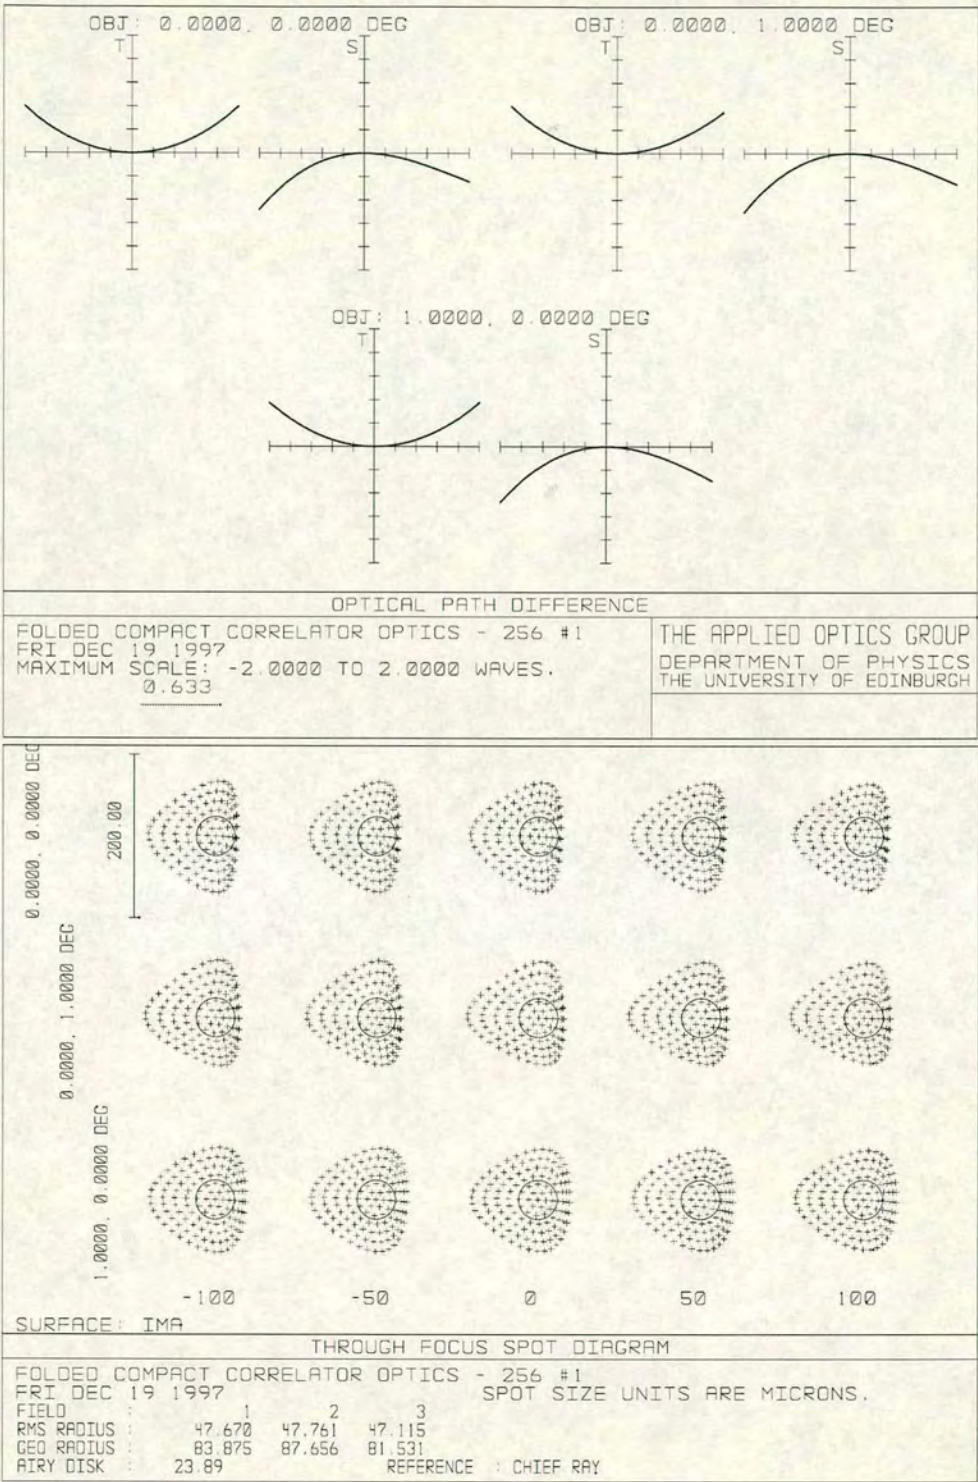 OBJ: 0.0000, 0.0000 DEG
OBJ: 0.0000, 1.0000 DEG
T
S
T
S
OBJ: 1.0000, 0.0000 DEG
T
S
OPTICAL PATH DIFFERENCE
FOLDED COMPACT CORRELATOR OPTICS - 256 #1
FRI DEC 19 1997
MAXIMUM SCALE: -2.0000 TO 2.0000 WAVES.
0.633
THE APPLIED OPTICS GROUP
DEPARTMENT OF PHYSICS
THE UNIVERSITY OF EDINBURGH
0.0000, 0.0000 DEG
200.00
0.0000, 1.0000 DEG
1.0000, 0.0000 DEG
-100 -50 0 50 100
SURFACE: IMA
THROUGH FOCUS SPOT DIAGRAM
FOLDED COMPACT CORRELATOR OPTICS - 256 #1
FRI DEC 19 1997 SPOT SIZE UNITS ARE MICRONS.
FIELD : 1 2 3
RMS RADIUS : 47.670 47.761 47.115
GEO RADIUS : 83.875 87.656 81.531
AIRY DISK : 23.89 REFERENCE : CHIEF RAY